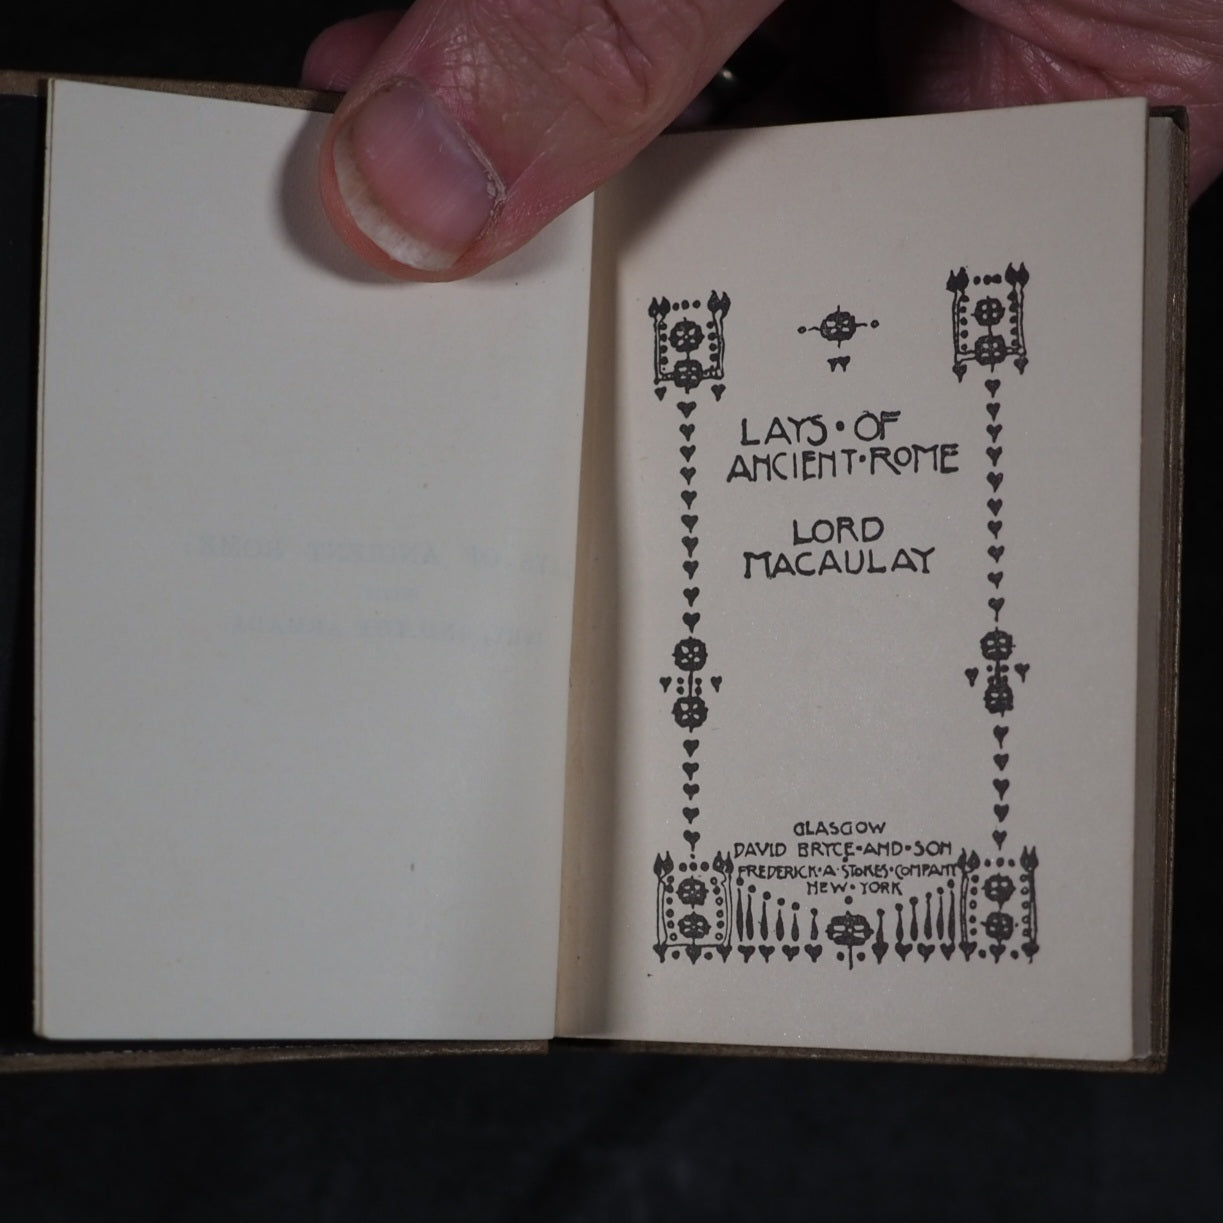 LAYS · OF
ANCIENT · ROME
LORD
MACAULAY
GLASGOW
DAVID BRYCE · AND · SON
FREDERICK · A · STOKES · COMPANY
NEW · YORK